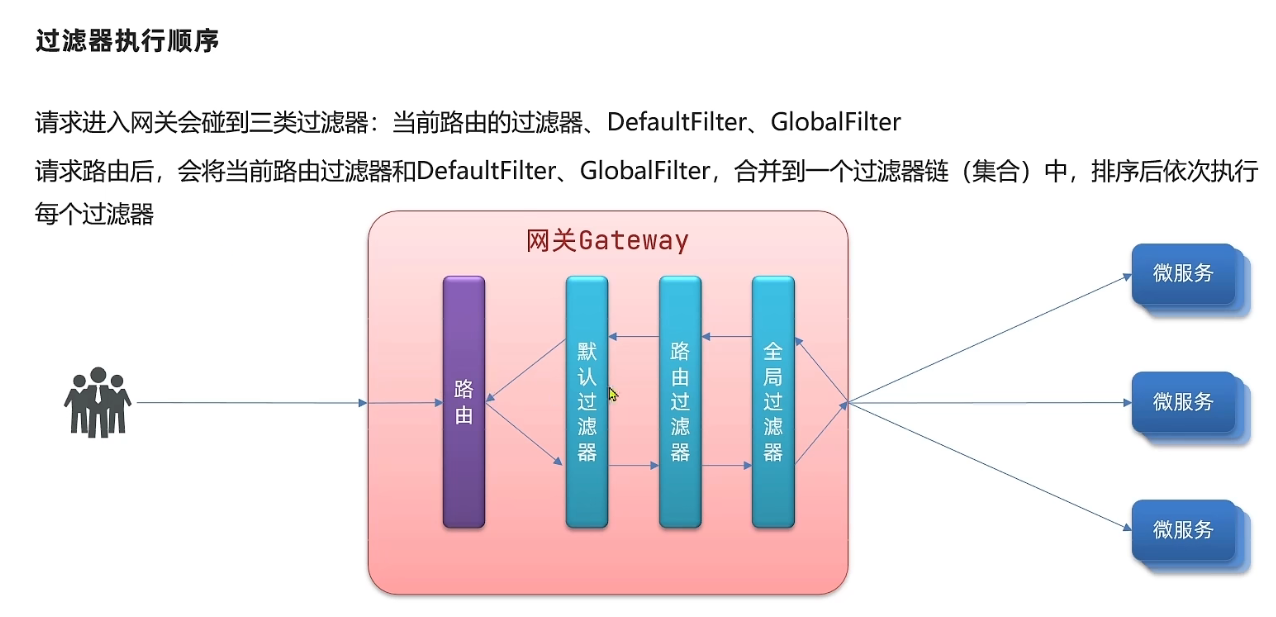 过滤器执行顺序
请求进入网关会碰到三类过滤器：当前路由的过滤器、DefaultFilter、GlobalFilter
请求路由后，会将当前路由过滤器和DefaultFilter、GlobalFilter，合并到一个过滤器链（集合）中，排序后依次执行
每个过滤器
网关Gateway
路由
默认过滤器
路由过滤器
全局过滤器
微服务
微服务
微服务